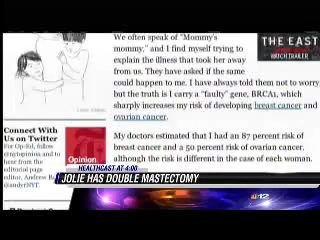 We often speak of "Mommy's
mommy," and I find myself trying to
explain the illness that took her away
from us. They have asked if the same
could happen to me. I have always told them not to worry
but the truth is I carry a "faulty" gene, BRCA1, which
sharply increases my risk of developing breast cancer and
ovarian cancer.
My doctors estimated that I had an 87 percent risk of
breast cancer and a 50 percent risk of ovarian cancer,
although the risk is different in the case of each woman.
THE EAST
WATCH TRAILER
Connect With
Us on Twitter
For Op-Ed, follow
@nytopinion and to
hear from the
editorial page
editor, Andrew
@andyrNYT.
Opinion
HEALTHCAST AT 4:00
JOLIE HAS DOUBLE MASTECTOMY
12